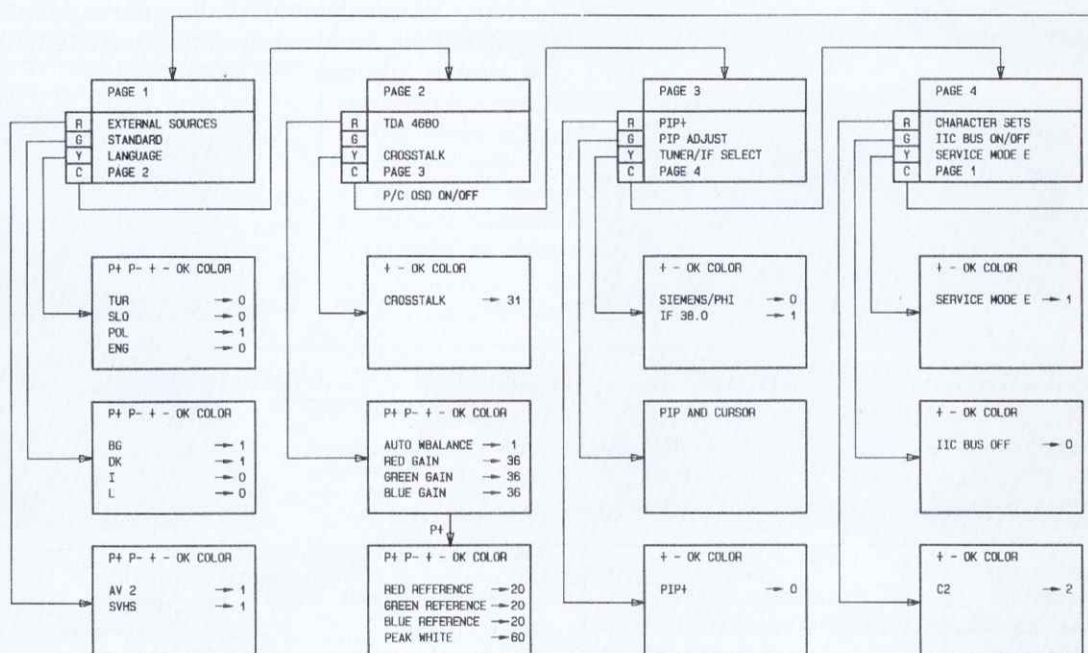 PAGE 1
R EXTERNAL SOURCES
G STANDARD
Y LANGUAGE
C PAGE 2
P+ P- + - OK COLOR
TUR → 0
SLO → 0
POL → 1
ENG → 0
P+ P- + - OK COLOR
BG → 1
DK → 1
I → 0
L → 0
P+ P- + - OK COLOR
AV 2 → 1
SVHS → 1
PAGE 2
R TDA 4680
G
Y CROSSTALK
C PAGE 3
P/C OSD ON/OFF
+ - OK COLOR
CROSSTALK → 31
P+ P- + - OK COLOR
AUTO WBALANCE → 1
RED GAIN → 36
GREEN GAIN → 36
BLUE GAIN → 36
P+
P+ P- + - OK COLOR
RED REFERENCE → 20
GREEN REFERENCE → 20
BLUE REFERENCE → 20
PEAK WHITE → 60
PAGE 3
R PIP+
G PIP ADJUST
Y TUNER/IF SELECT
C PAGE 4
+ - OK COLOR
SIEMENS/PHI → 0
IF 38.0 → 1
PIP AND CURSOR
+ - OK COLOR
PIP+ → 0
PAGE 4
R CHARACTER SETS
G IIC BUS ON/OFF
Y SERVICE MODE E
C PAGE 1
+ - OK COLOR
SERVICE MODE E → 1
+ - OK COLOR
IIC BUS OFF → 0
+ - OK COLOR
C2 → 2